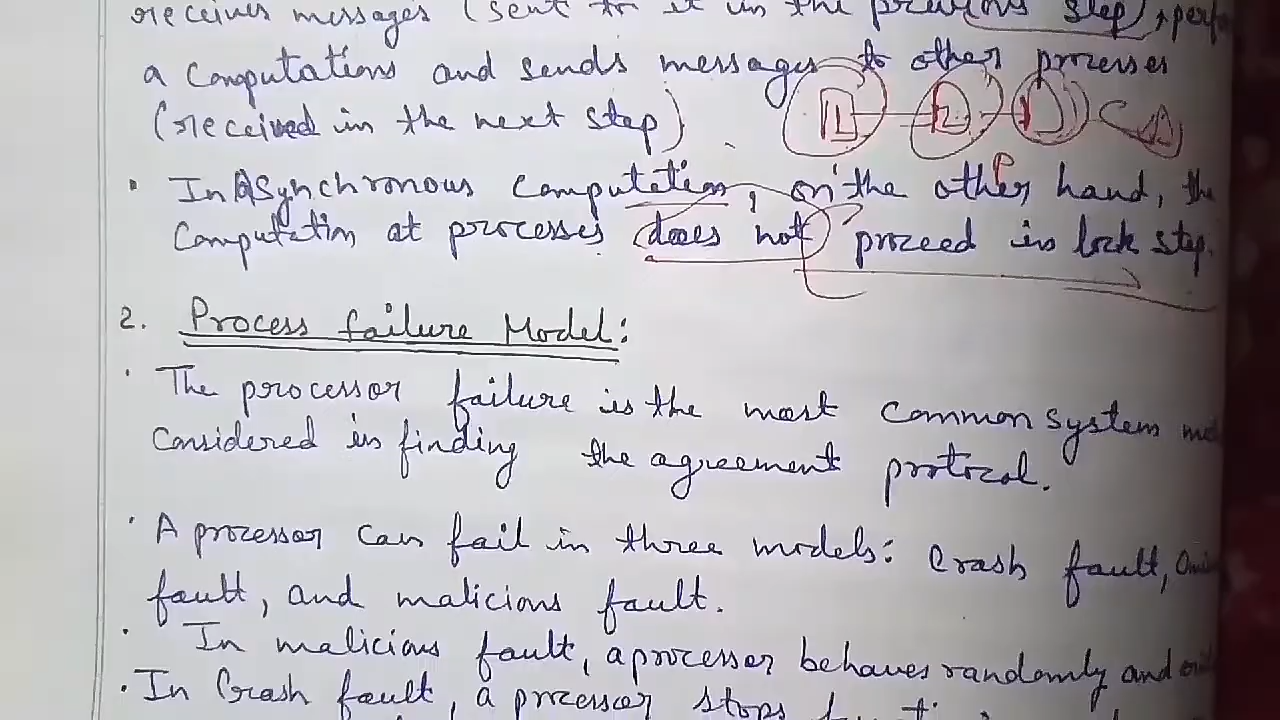 receives messages (sent to it in the previous step),
a Computations and sends messages to other processes
(received in the next step)
1 2
P
• In Asynchronous Computation, on the other hand, the
Computation at processes does not proceed in lock step.
2. Process failure Model:
• The processor failure is the most Common system
Considered in finding the agreement protocol.
• A processor Can fail in three models: Crash fault,
fault, and malicious fault.
• In malicious fault, a processer behaves randomly and
• In Crash fault, a processor stops